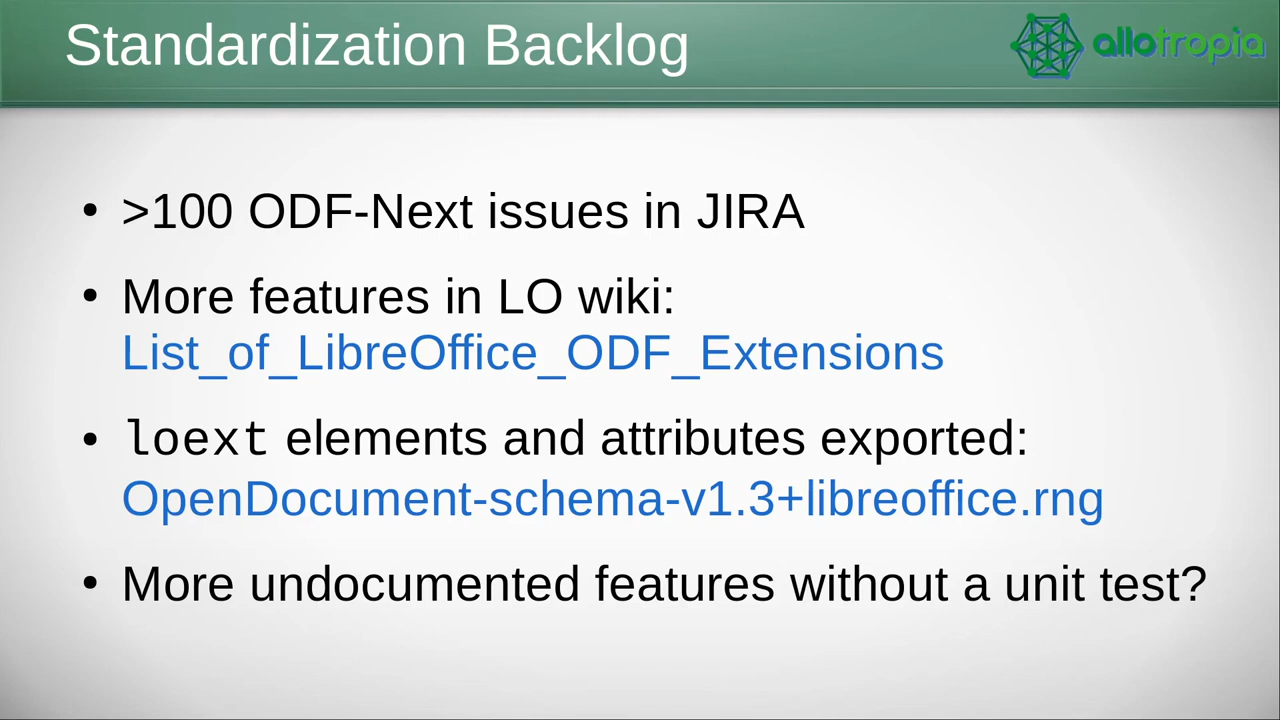 Standardization Backlog
allotropia
• >100 ODF-Next issues in JIRA
• More features in LO wiki:
List_of_LibreOffice_ODF_Extensions
• loext elements and attributes exported:
OpenDocument-schema-v1.3+libreoffice.rng
• More undocumented features without a unit test?